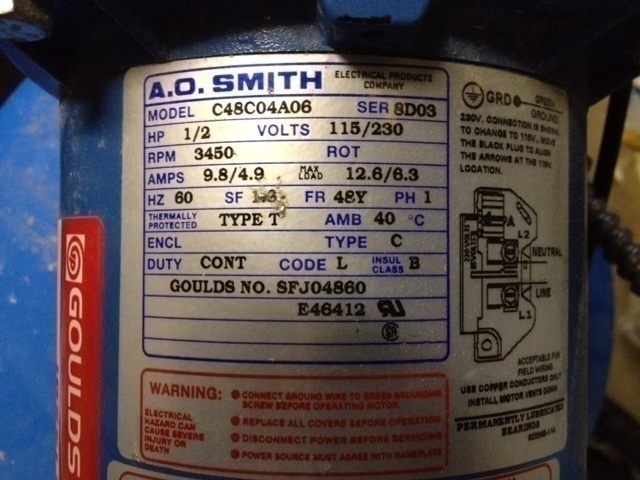 A.O. SMITH ELECTRICAL PRODUCTS COMPANY
MODEL C48C04A06 SER 8D03
HP 1/2 VOLTS 115/230
RPM 3450 ROT
AMPS 9.8/4.9 MAX LOAD 12.6/6.3
HZ 60 SF FR 48Y PH 1
THERMALLY PROTECTED TYPE T AMB 40 °C
ENCL TYPE C
DUTY CONT CODE L INSUL CLASS B
GOULDS NO. SFJ04860
E46412
GRD GREEN
GROUND
230V. CONNECTION IS SHOWN.
TO CHANGE TO 115V., MOVE
THE BLACK PLUG TO ALIGN
THE ARROWS AT THE 115V.
LOCATION.
A
L2
NEUTRAL
LINE
L1
ACCEPTABLE FOR
FIELD WIRING
USE COPPER CONDUCTORS ONLY
INSTALL MOTOR VENTS DOWN
PERMANENTLY LUBRICATED
BEARINGS
WARNING:
ELECTRICAL
HAZARD CAN
CAUSE SEVERE
INJURY OR
DEATH
CONNECT GROUND WIRE TO GREEN GROUNDING
SCREW BEFORE OPERATING MOTOR.
REPLACE ALL COVERS BEFORE OPERATION
DISCONNECT POWER BEFORE SERVICING
POWER SOURCE MUST AGREE WITH NAMEPLATE
GOULDS